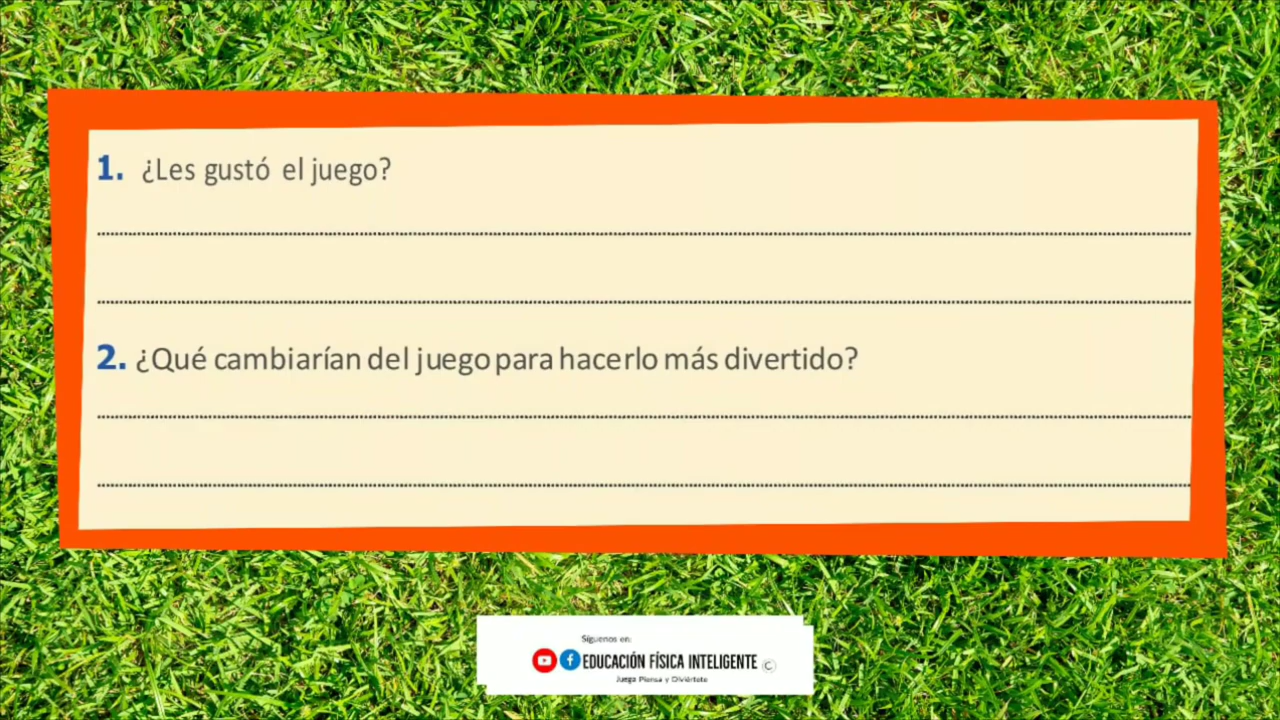 1. ¿Les gustó el juego?
2. ¿Qué cambiarían del juego para hacerlo más divertido?
Síguenos en:
EDUCACIÓN FÍSICA INTELIGENTE ©
Juega Piensa y Diviértete